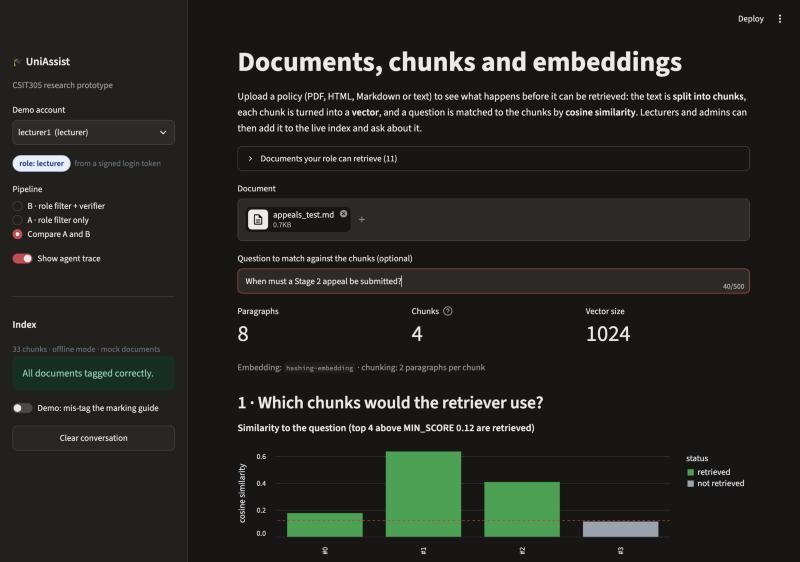 Deploy
UniAssist
CSIT305 research prototype
Demo account
lecturer1 (lecturer)
role: lecturer from a signed login token
Pipeline
B · role filter + verifier
A · role filter only
Compare A and B
Show agent trace
Index
33 chunks · offline mode · mock documents
All documents tagged correctly.
Demo: mis-tag the marking guide
Clear conversation
Documents, chunks and embeddings
Upload a policy (PDF, HTML, Markdown or text) to see what happens before it can be retrieved: the text is split into chunks,
each chunk is turned into a vector, and a question is matched to the chunks by cosine similarity. Lecturers and admins can
then add it to the live index and ask about it.
Documents your role can retrieve (11)
Document
appeals_test.md
0.7KB
Question to match against the chunks (optional)
When must a Stage 2 appeal be submitted?
40/500
Paragraphs Chunks Vector size
8 4 1024
Embedding: hashing-embedding · chunking: 2 paragraphs per chunk
1 · Which chunks would the retriever use?
Similarity to the question (top 4 above MIN_SCORE 0.12 are retrieved)
cosine similarity
0.6
0.4
0.2
0.0
#0 #1 #2 #3
status
retrieved
not retrieved